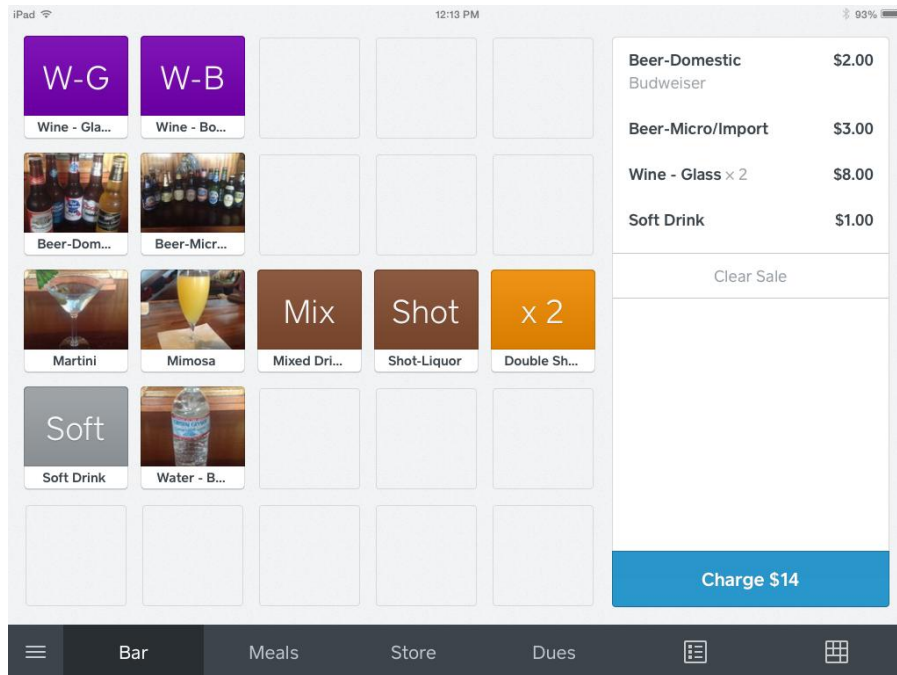 iPad 12:13 PM 93%
W-G W-B
Wine - Gla... Wine - Bo...
Beer-Dom... Beer-Micr...
Mix Shot x 2
Martini Mimosa Mixed Dri... Shot-Liquor Double Sh...
Soft
Soft Drink Water - B...
Beer-Domestic $2.00
Budweiser
Beer-Micro/Import $3.00
Wine - Glass x 2 $8.00
Soft Drink $1.00
Clear Sale
Charge $14
Bar Meals Store Dues